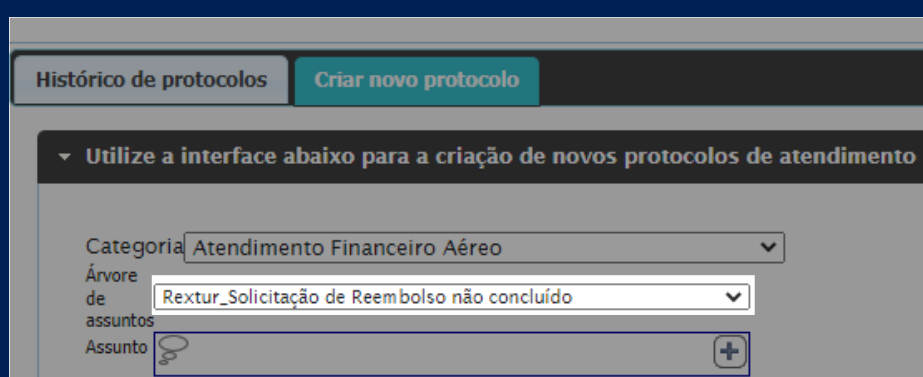 Histórico de protocolos
Criar novo protocolo
Utilize a interface abaixo para a criação de novos protocolos de atendimento
Categoria Atendimento Financeiro Aéreo
Árvore
de
assuntos
Rextur_Solicitação de Reembolso não concluído
Assunto